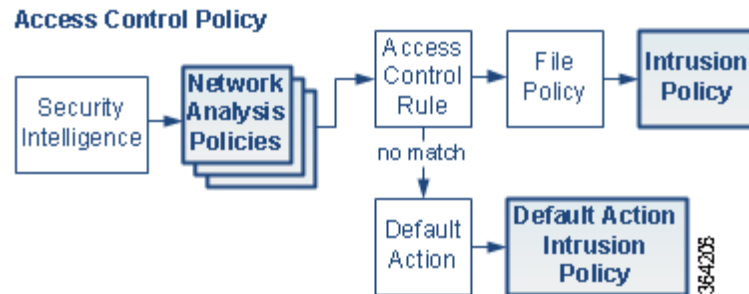 Access Control Policy
Security
Intelligence
Network
Analysis
Policies
Access
Control
Rule
File
Policy
Intrusion
Policy
no match
Default
Action
Default Action
Intrusion
Policy
364206